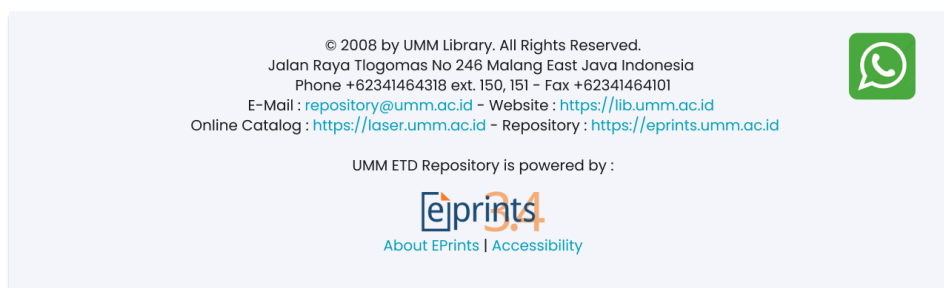 © 2008 by UMM Library. All Rights Reserved.
Jalan Raya Tlogomas No 246 Malang East Java Indonesia
Phone +62341464318 ext. 150, 151 - Fax +62341464101
E-Mail : repository@umm.ac.id - Website : https://lib.umm.ac.id
Online Catalog : https://laser.umm.ac.id - Repository : https://eprints.umm.ac.id
UMM ETD Repository is powered by :
eprints 3.4
About EPrints | Accessibility